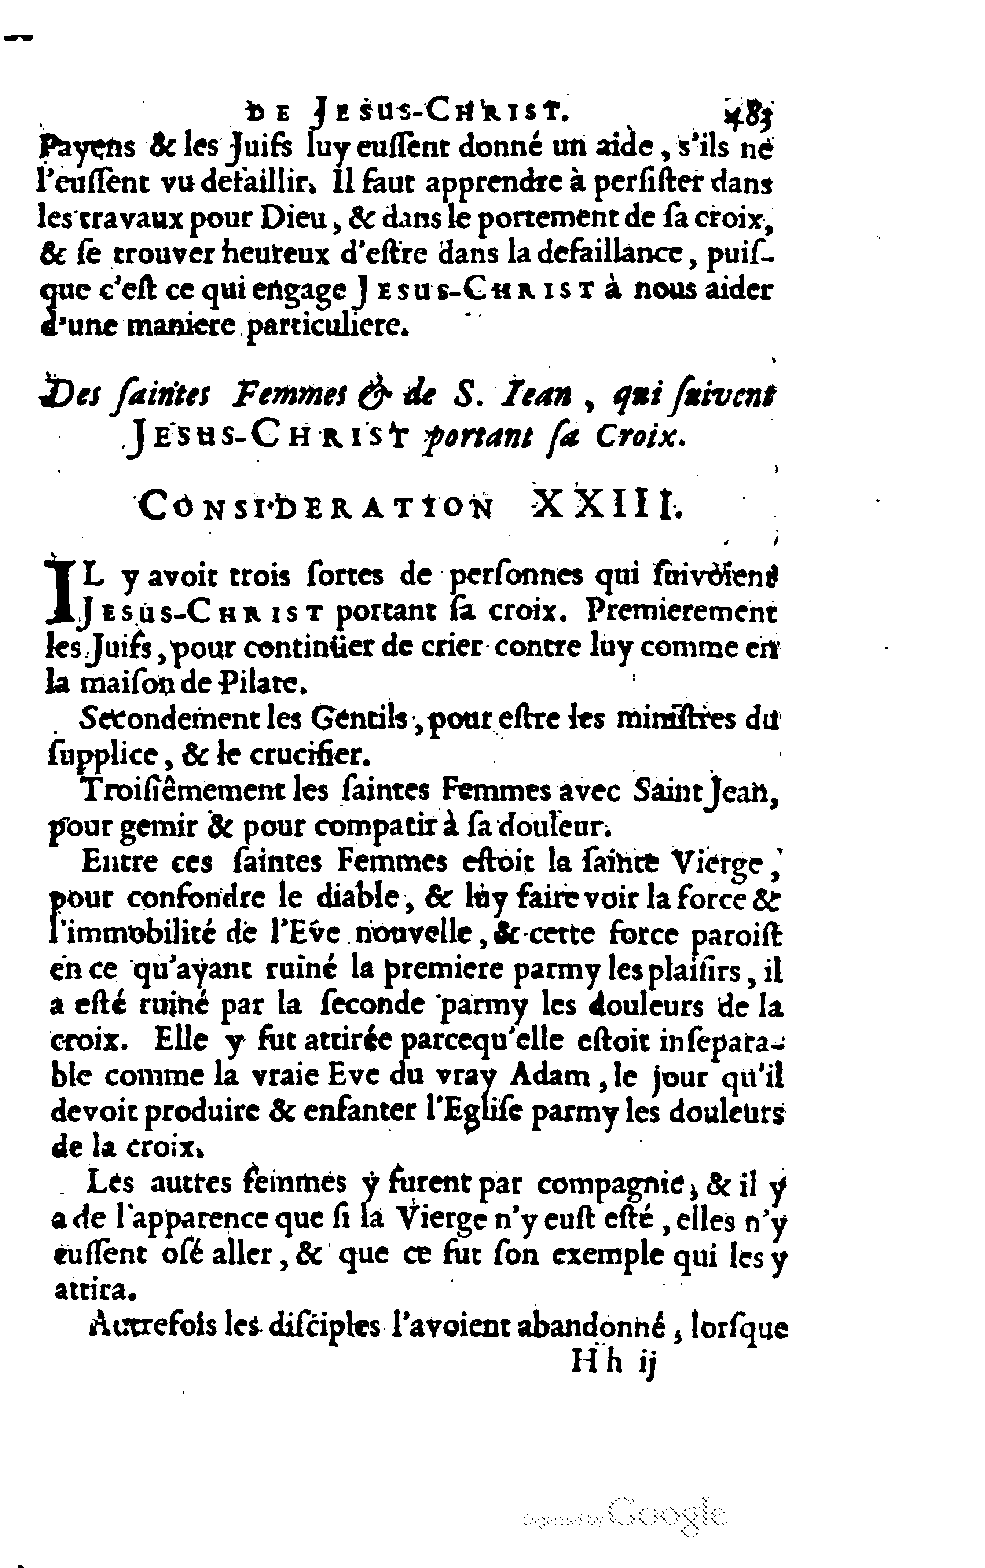 DE JESUS-CHRIST. 483
Payens & les Juifs luy euſſent donné un aide, s'ils ne
l'euſſent vu defaillir. Il faut apprendre à perſiſter dans
les travaux pour Dieu, & dans le portement de ſa croix,
& ſe trouver heureux d'eſtre dans la defaillance, puiſ-
que c'eſt ce qui engage JESUS-CHRIST à nous aider
d'une maniere particuliere.
Des ſaintes Femmes & de S. Iean, qui ſuivent
JESUS-CHRIST portant ſa Croix.
CONSIDERATION XXIII.
IL y avoit trois ſortes de perſonnes qui ſuivoient
JESUS-CHRIST portant ſa croix. Premierement
les Juifs, pour continüer de crier contre luy comme en
la maiſon de Pilate.
Secondement les Gentils, pour eſtre les miniſtres du
ſupplice, & le crucifier.
Troiſiêmement les ſaintes Femmes avec Saint Jean,
pour gemir & pour compatir à ſa douleur.
Entre ces ſaintes Femmes eſtoit la ſainte Vierge,
pour confondre le diable, & luy faire voir la force &
l'immobilité de l'Eve nouvelle, & cette force paroiſt
en ce qu'ayant ruiné la premiere parmy les plaiſirs, il
a eſté ruiné par la ſeconde parmy les douleurs de la
croix. Elle y fut attirée parcequ'elle eſtoit inſepara-
ble comme la vraie Eve du vray Adam, le jour qu'il
devoit produire & enfanter l'Egliſe parmy les douleurs
de la croix.
Les autres femmes y furent par compagnie, & il y
a de l'apparence que ſi la Vierge n'y euſt eſté, elles n'y
euſſent oſé aller, & que ce fut ſon exemple qui les y
attira.
Autrefois les diſciples l'avoient abandonné, lorſque
Hh ij
Digitized by Google